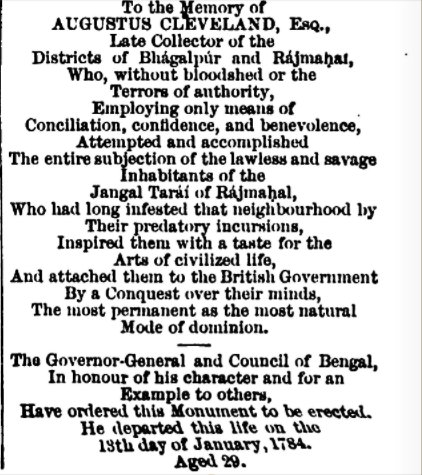 To the Memory of
AUGUSTUS CLEVELAND, Esq.,
Late Collector of the
Districts of Bhágalpúr and Rájmaḥal,
Who, without bloodshed or the
Terrors of authority,
Employing only means of
Conciliation, confidence, and benevolence,
Attempted and accomplished
The entire subjection of the lawless and savage
Inhabitants of the
Jangal Taráí of Rájmaḥal,
Who had long infested that neighbourhood by
Their predatory incursions,
Inspired them with a taste for the
Arts of civilized life,
And attached them to the British Government
By a Conquest over their minds,
The most permanent as the most natural
Mode of dominion.
The Governor-General and Council of Bengal,
In honour of his character and for an
Example to others,
Have ordered this Monument to be erected.
He departed this life on the
13th day of January, 1784.
Aged 29.